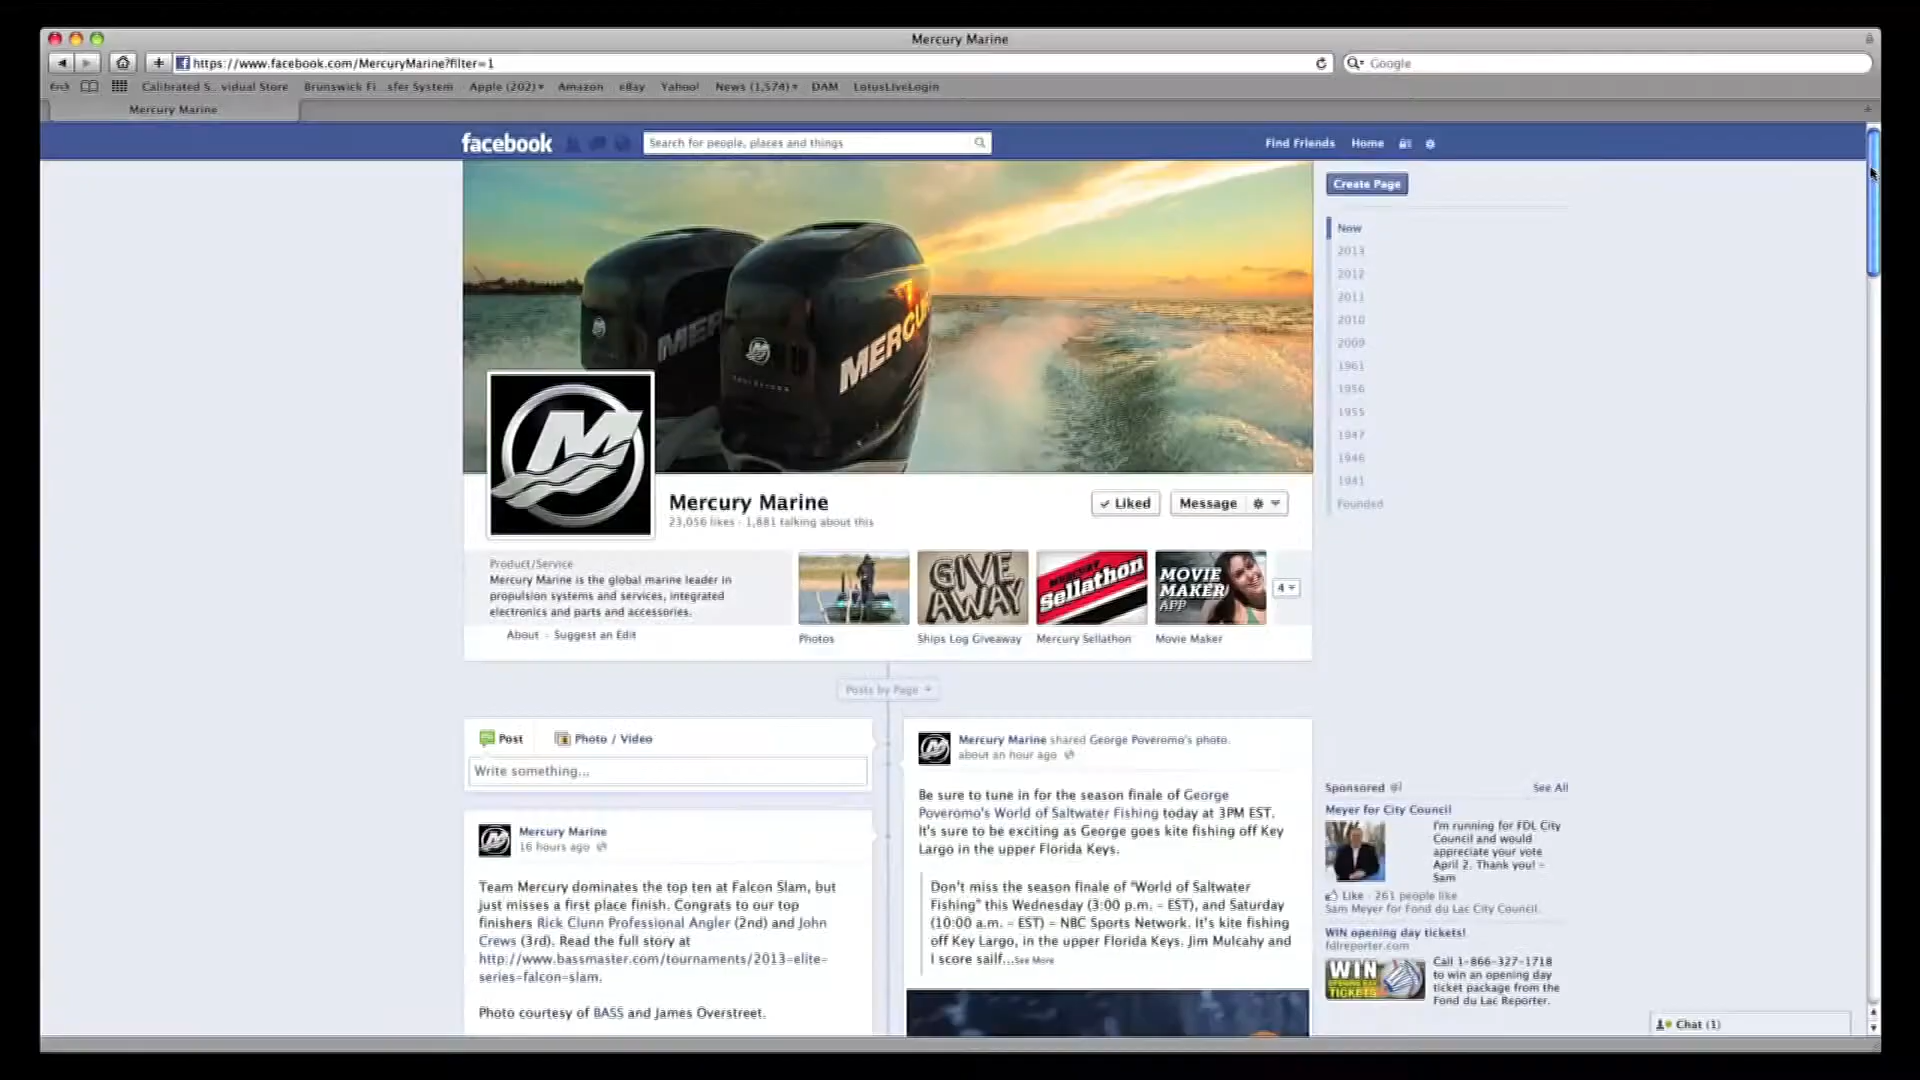 Mercury Marine
https://www.facebook.com/MercuryMarine?filter=1
Google
Calibrated S...vidual Store
Brunswick Fi...sfer System
Apple (202)
Amazon
eBay
Yahoo!
News (1,574)
DAM
LotusLiveLogin
Mercury Marine
facebook
Search for people, places and things
Find Friends
Home
MERCURY
MERCUR
Create Page
Now
2013
2012
2011
2010
2009
1961
1956
1955
1947
1946
1941
Founded
Mercury Marine
23,056 likes · 1,881 talking about this
Liked
Message
Product/Service
Mercury Marine is the global marine leader in
propulsion systems and services, integrated
electronics and parts and accessories.
About - Suggest an Edit
GIVE
AWAY
MERCURY
Sellathon
MOVIE
MAKER
APP
4
Photos
Ships Log Giveaway
Mercury Sellathon
Movie Maker
Posts by Page
Post
Photo / Video
Write something...
Mercury Marine
16 hours ago
Team Mercury dominates the top ten at Falcon Slam, but
just misses a first place finish. Congrats to our top
finishers Rick Clunn Professional Angler (2nd) and John
Crews (3rd). Read the full story at
http://www.bassmaster.com/tournaments/2013-elite-
series-falcon-slam.
Photo courtesy of BASS and James Overstreet.
Mercury Marine shared George Poveromo's photo.
about an hour ago
Be sure to tune in for the season finale of George
Poveromo's World of Saltwater Fishing today at 3PM EST.
It's sure to be exciting as George goes kite fishing off Key
Largo in the upper Florida Keys.
Don't miss the season finale of "World of Saltwater
Fishing" this Wednesday (3:00 p.m. - EST), and Saturday
(10:00 a.m. - EST) - NBC Sports Network. It's kite fishing
off Key Largo, in the upper Florida Keys. Jim Mulcahy and
I score sailf...See More
Sponsored
See All
Meyer for City Council
I'm running for FDL City
Council and would
appreciate your vote
April 2. Thank you! -
Sam
Like · 261 people like
Sam Meyer for Fond du Lac City Council.
WIN opening day tickets!
fdlreporter.com
WIN
OPENING DAY
TICKETS
Call 1-866-327-1718
to win an opening day
ticket package from the
Fond du Lac Reporter.
Chat (1)